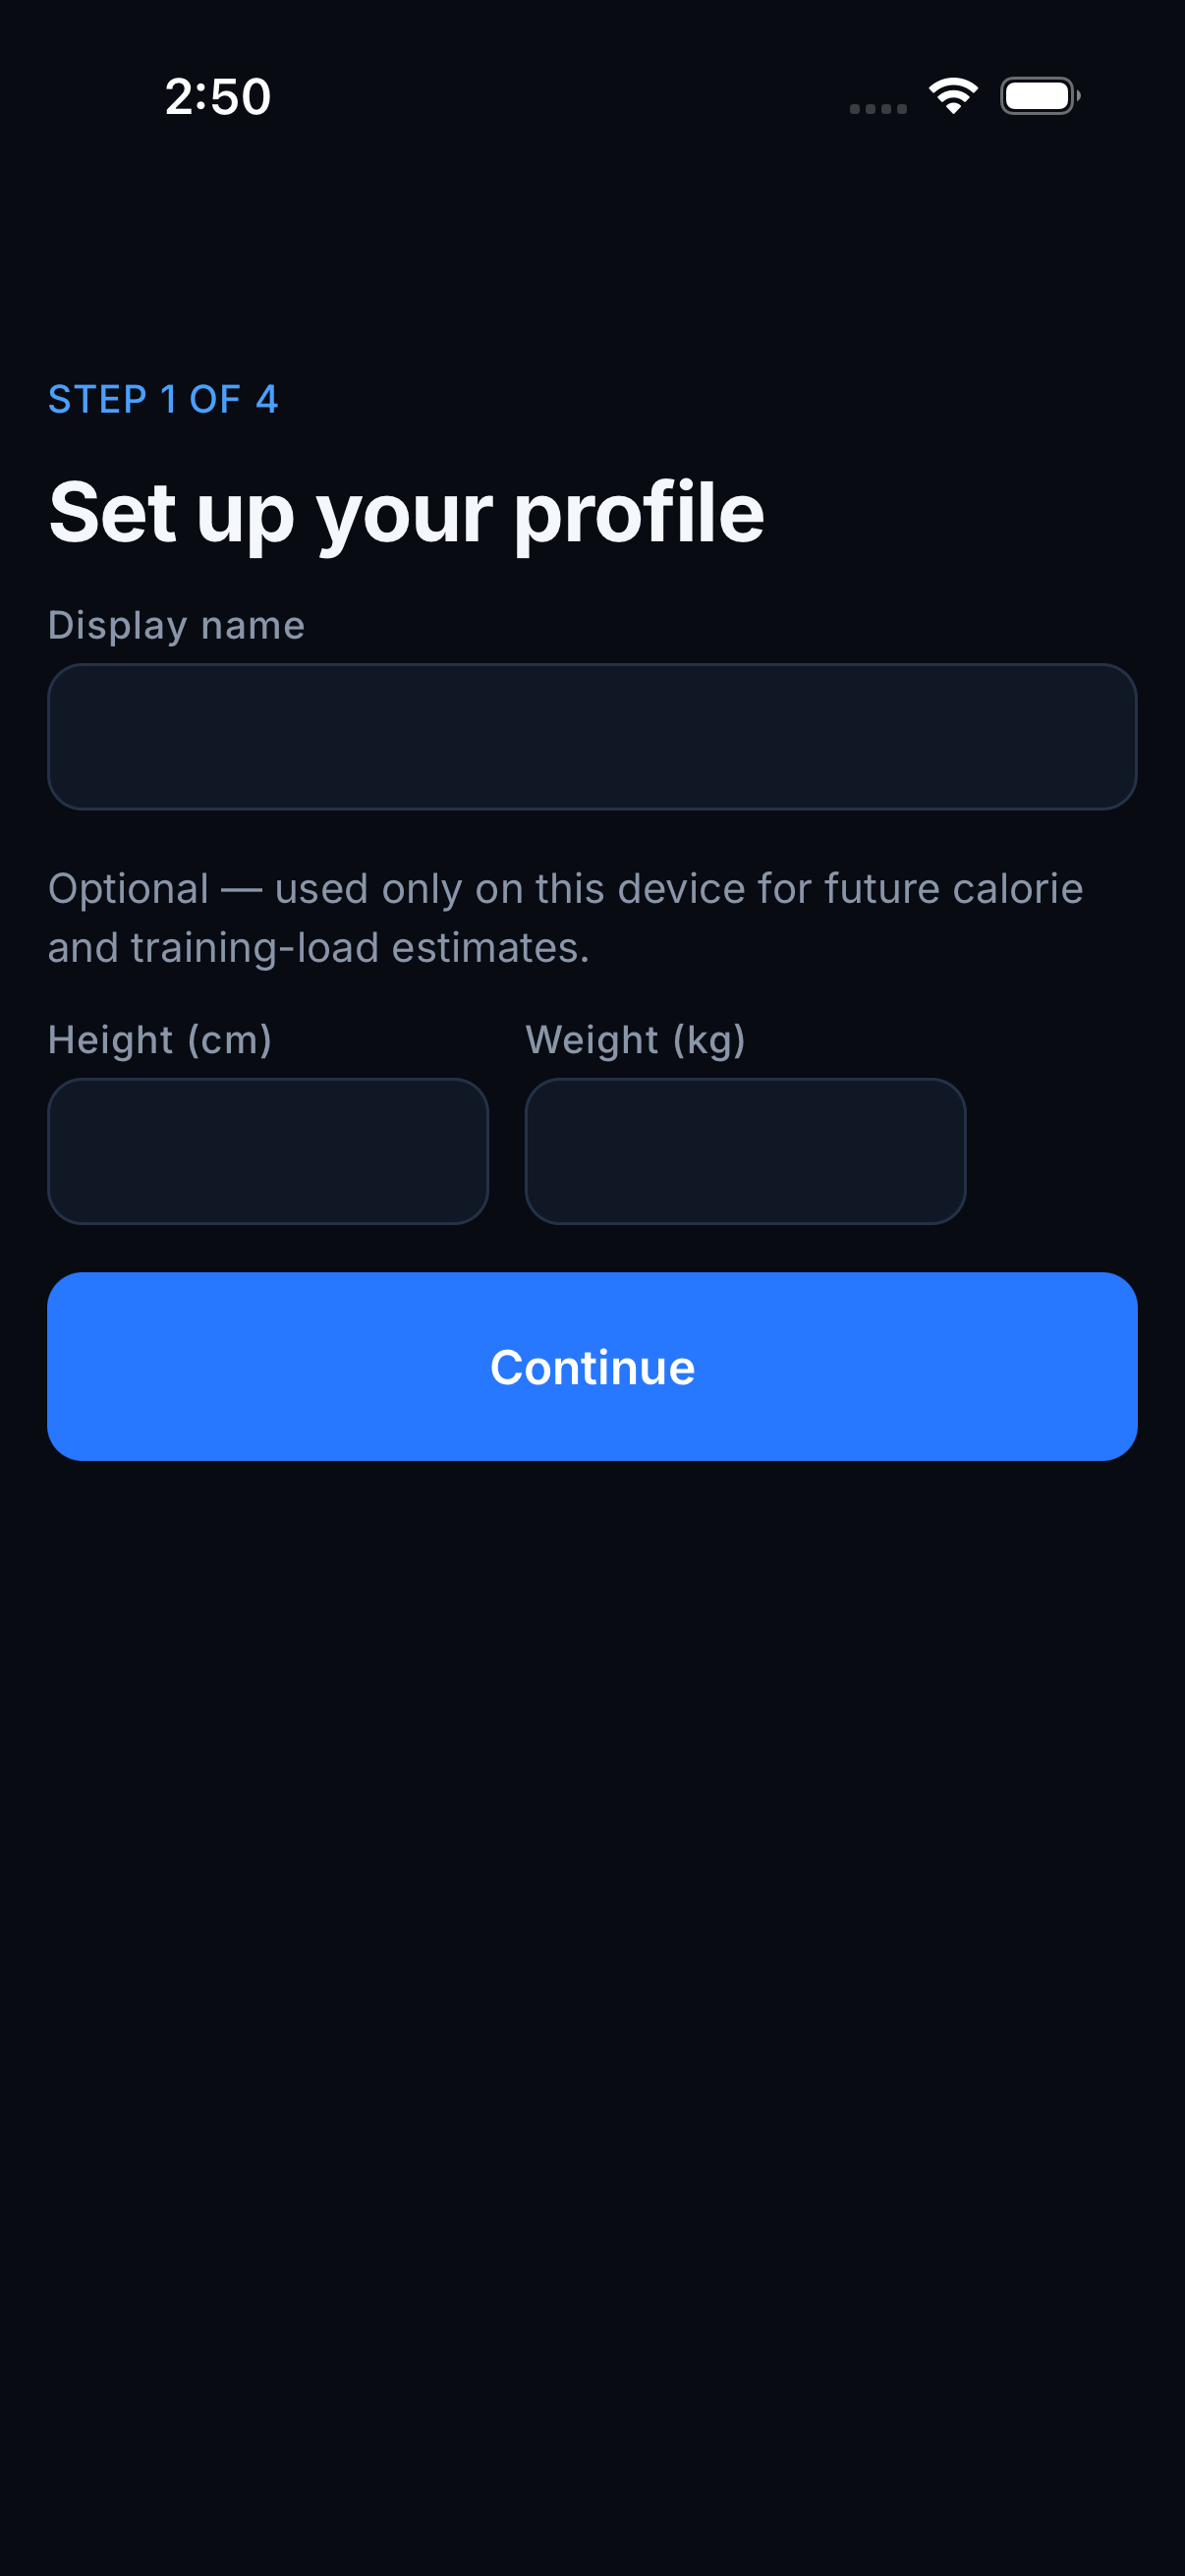 2:50
STEP 1 OF 4
Set up your profile
Display name
Optional — used only on this device for future calorie
and training-load estimates.
Height (cm) Weight (kg)
Continue